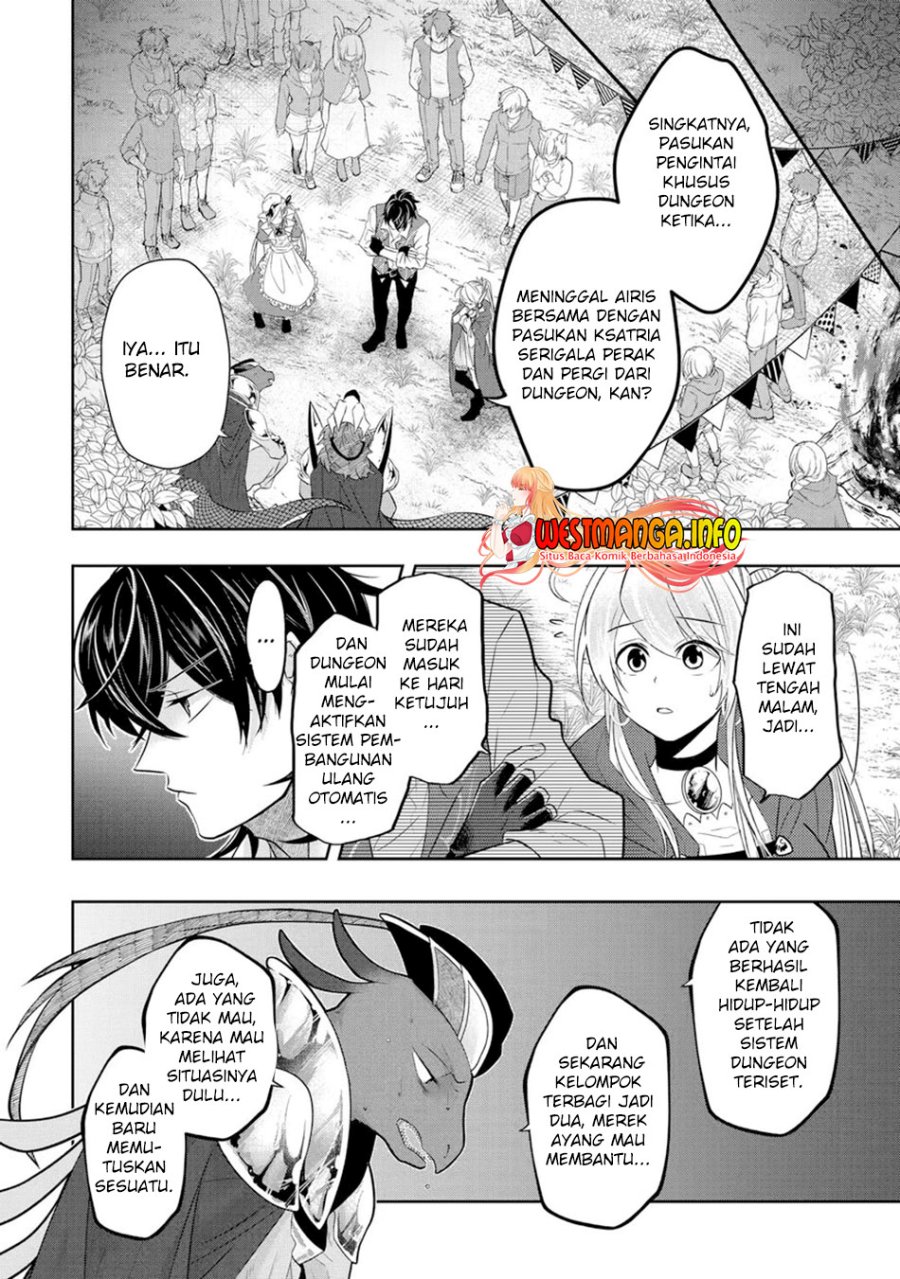 SINGKATNYA,
PASUKAN
PENGINTAI
KHUSUS
DUNGEON
KETIKA...
MENINGGAL AIRIS
BERSAMA DENGAN
PASUKAN KSATRIA
SERIGALA PERAK
DAN PERGI DARI
DUNGEON, KAN?
IYA... ITU
BENAR.
WESTMANGA.INFO
Situs Baca Komik Berbahasa Indonesia
INI
SUDAH
LEWAT
TENGAH
MALAM,
JADI...
MEREKA
SUDAH
MASUK
KE HARI
KETUJUH
...
DAN
DUNGEON
MULAI
MENG-
AKTIFKAN
SISTEM PEM-
BANGUNAN
ULANG
OTOMATIS
...
...
TIDAK
ADA YANG
BERHASIL
KEMBALI
HIDUP-HIDUP
SETELAH
SISTEM
DUNGEON
TERISET.
DAN
SEKARANG
KELOMPOK
TERBAGI JADI
DUA, MEREK
AYANG MAU
MEMBANTU...
JUGA,
ADA YANG
TIDAK MAU,
KARENA MAU
MELIHAT
SITUASINYA
DULU...
DAN
KEMUDIAN
BARU
MEMU-
TUSKAN
SESUATU.